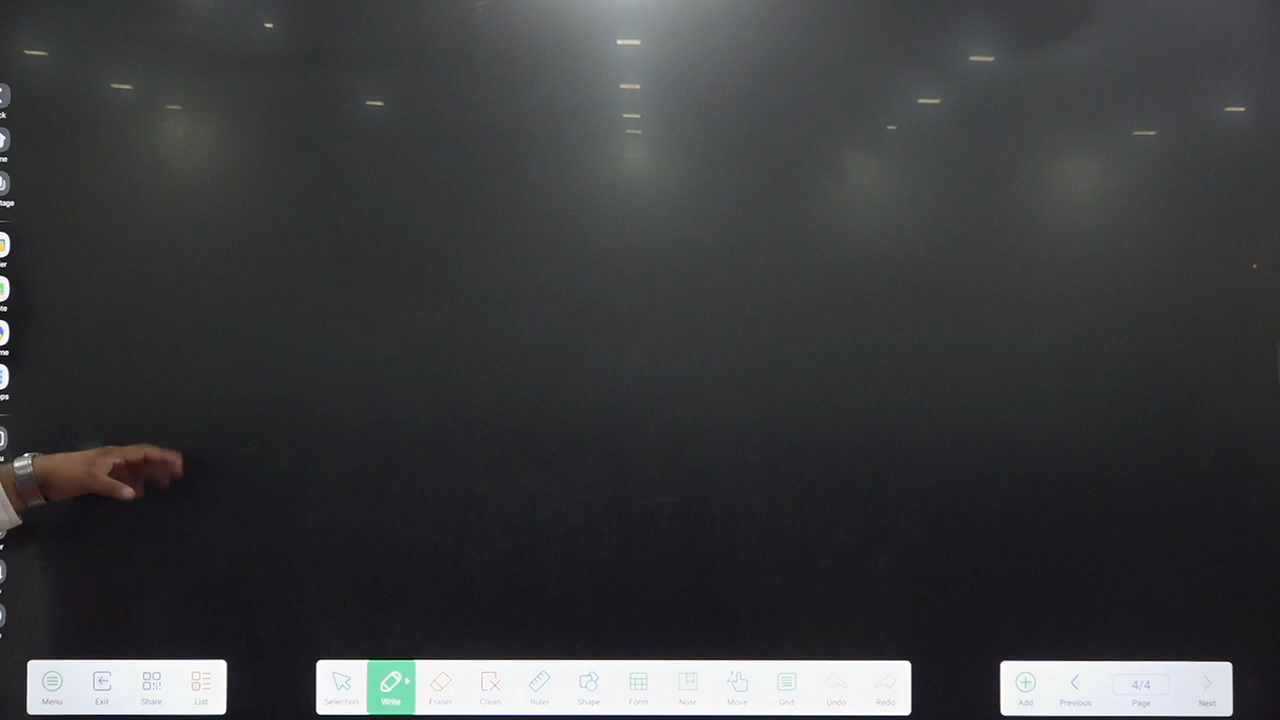 Menu Exit Share List
Selection Write Eraser Clean Ruler Shape Form Note Move Grid Undo Redo
Add Previous 4/4 Page Next